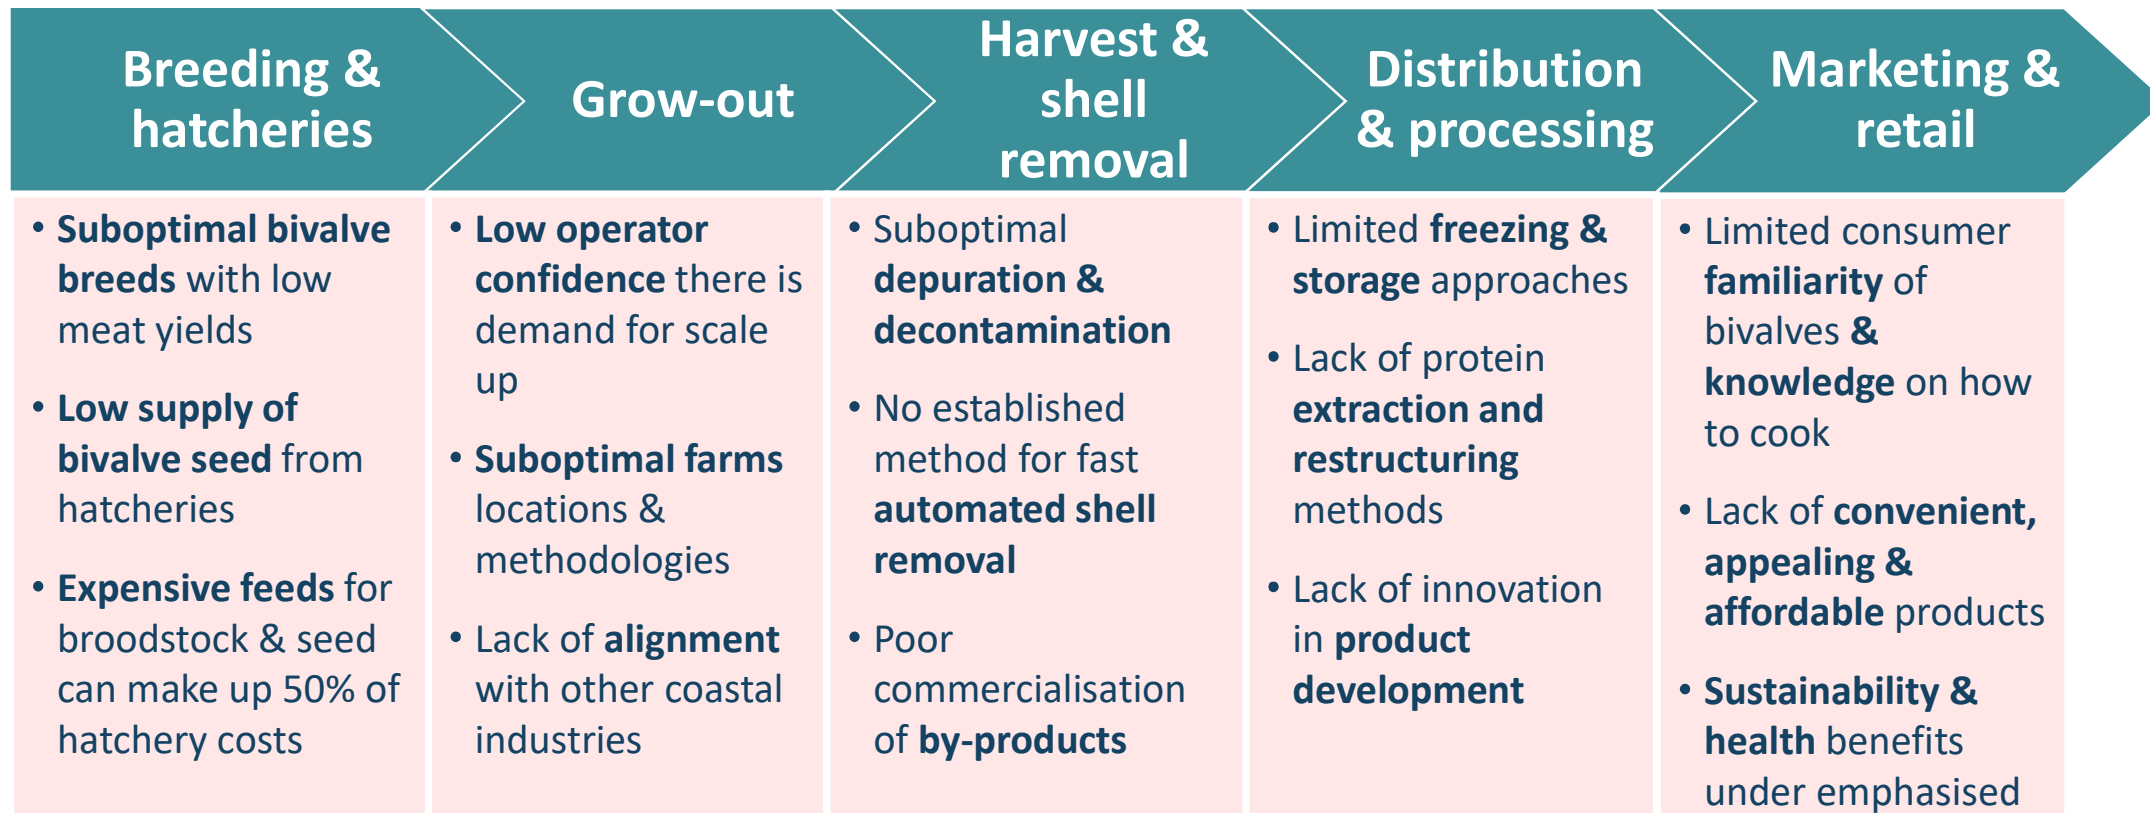 Breeding &
hatcheries
Grow-out
Harvest &
shell
removal
Distribution
& processing
Marketing &
retail
• Suboptimal bivalve
breeds with low
meat yields
• Low supply of
bivalve seed from
hatcheries
• Expensive feeds for
broodstock & seed
can make up 50% of
hatchery costs
• Low operator
confidence there is
demand for scale
up
• Suboptimal farms
locations &
methodologies
• Lack of alignment
with other coastal
industries
• Suboptimal
depuration &
decontamination
• No established
method for fast
automated shell
removal
• Poor
commercialisation
of by-products
• Limited freezing &
storage approaches
• Lack of protein
extraction and
restructuring
methods
• Lack of innovation
in product
development
• Limited consumer
familiarity of
bivalves &
knowledge on how
to cook
• Lack of convenient,
appealing &
affordable products
• Sustainability &
health benefits
under emphasised